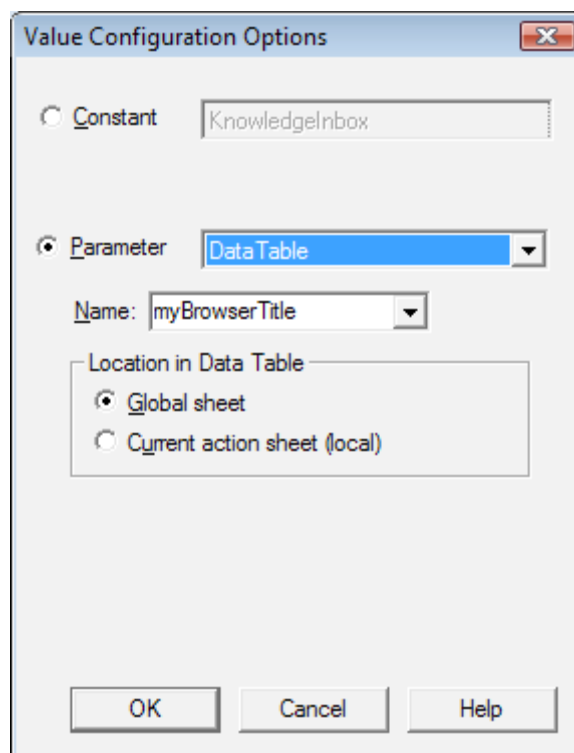 Value Configuration Options
Constant KnowledgeInbox
Parameter DataTable
Name: myBrowserTitle
Location in Data Table
Global sheet
Current action sheet (local)
OK Cancel Help